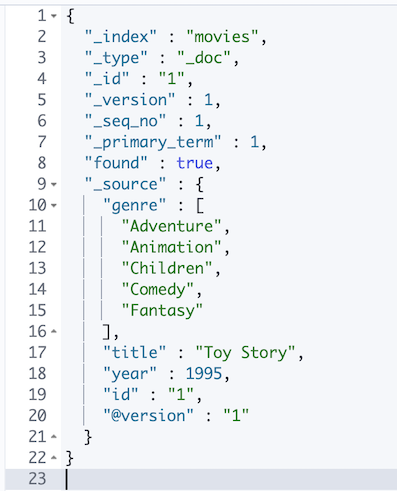 1 {
2 "_index" : "movies",
3 "_type" : "_doc",
4 "_id" : "1",
5 "_version" : 1,
6 "_seq_no" : 1,
7 "_primary_term" : 1,
8 "found" : true,
9 "_source" : {
10 "genre" : [
11 "Adventure",
12 "Animation",
13 "Children",
14 "Comedy",
15 "Fantasy"
16 ],
17 "title" : "Toy Story",
18 "year" : 1995,
19 "id" : "1",
20 "@version" : "1"
21 }
22 }
23